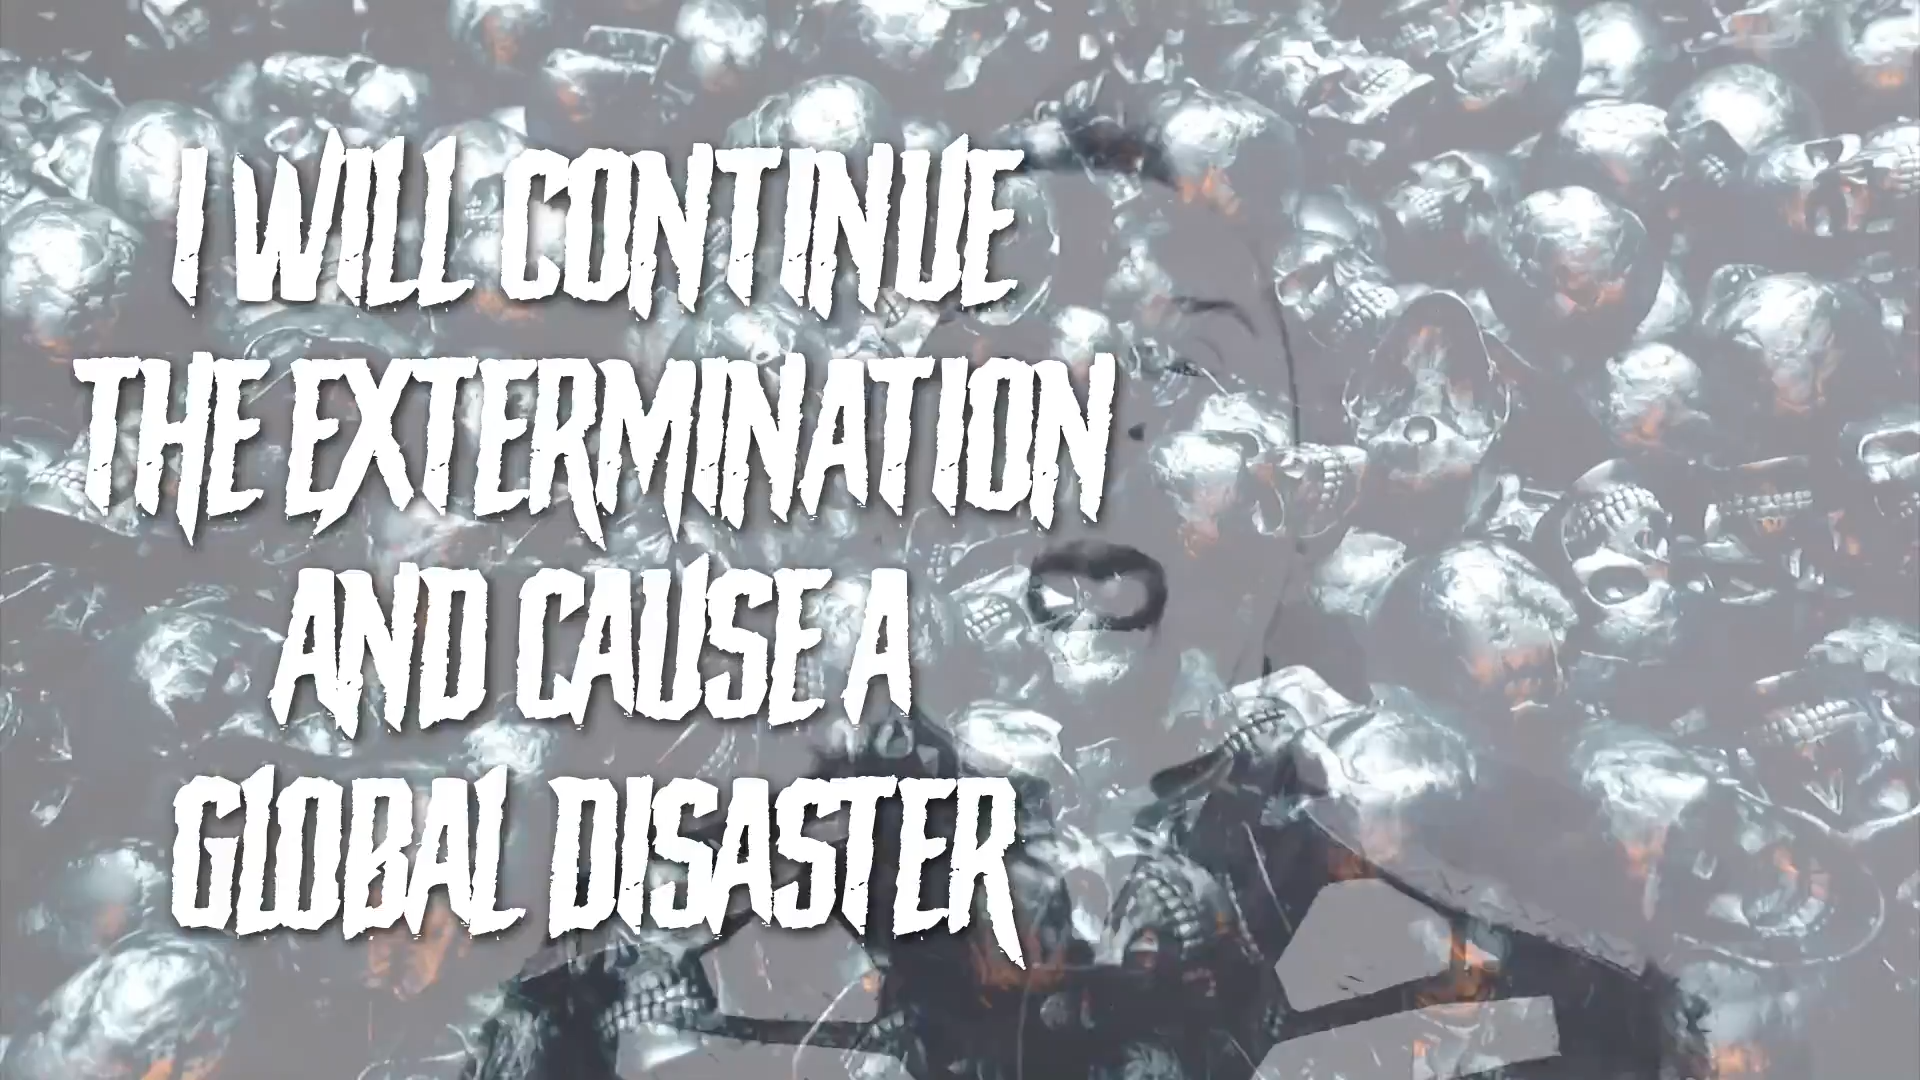 I WILL CONTINUE
THE EXTERMINATION
AND CAUSE A
GLOBAL DISASTER